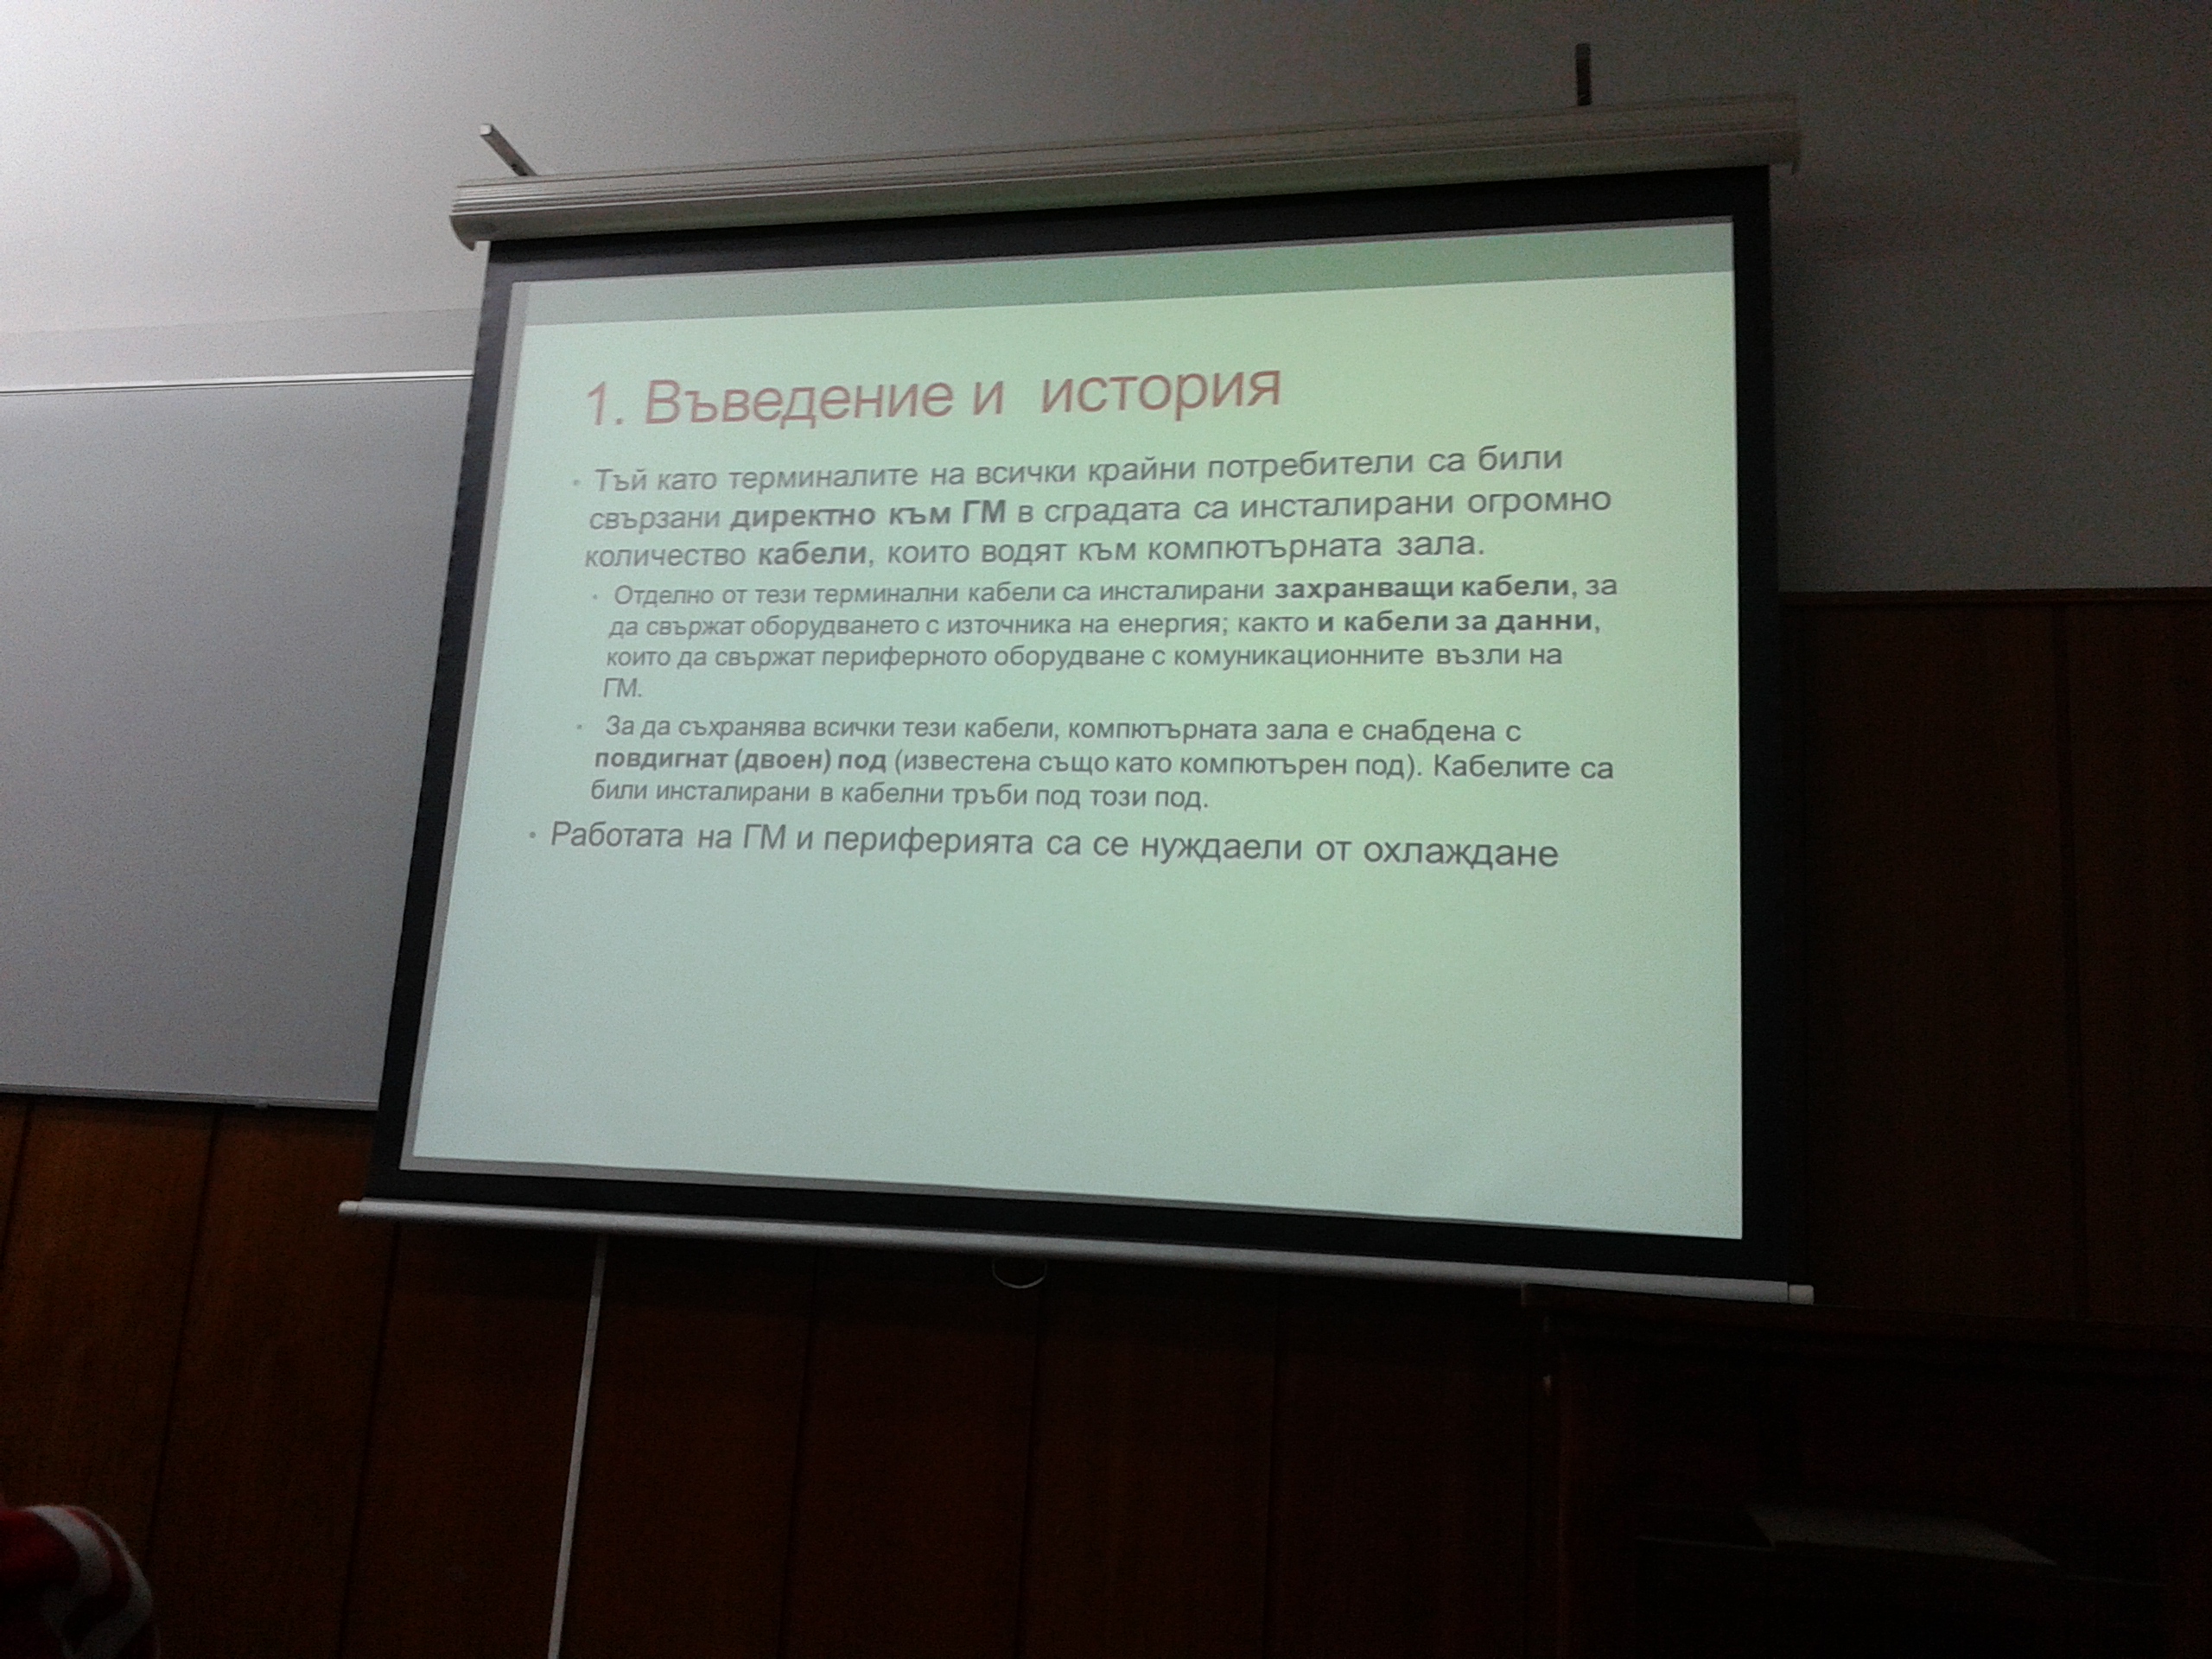 1. Въведение и история
• Тъй като терминалите на всички крайни потребители са били
свързани директно към ГМ в сградата са инсталирани огромно
количество кабели, които водят към компютърната зала.
• Отделно от тези терминални кабели са инсталирани захранващи кабели, за
да свържат оборудването с източника на енергия; както и кабели за данни,
които да свържат периферното оборудване с комуникационните възли на
ГМ.
• За да съхранява всички тези кабели, компютърната зала е снабдена с
повдигнат (двоен) под (известена също като компютърен под). Кабелите са
били инсталирани в кабелни тръби под този под.
• Работата на ГМ и периферията са се нуждаели от охлаждане